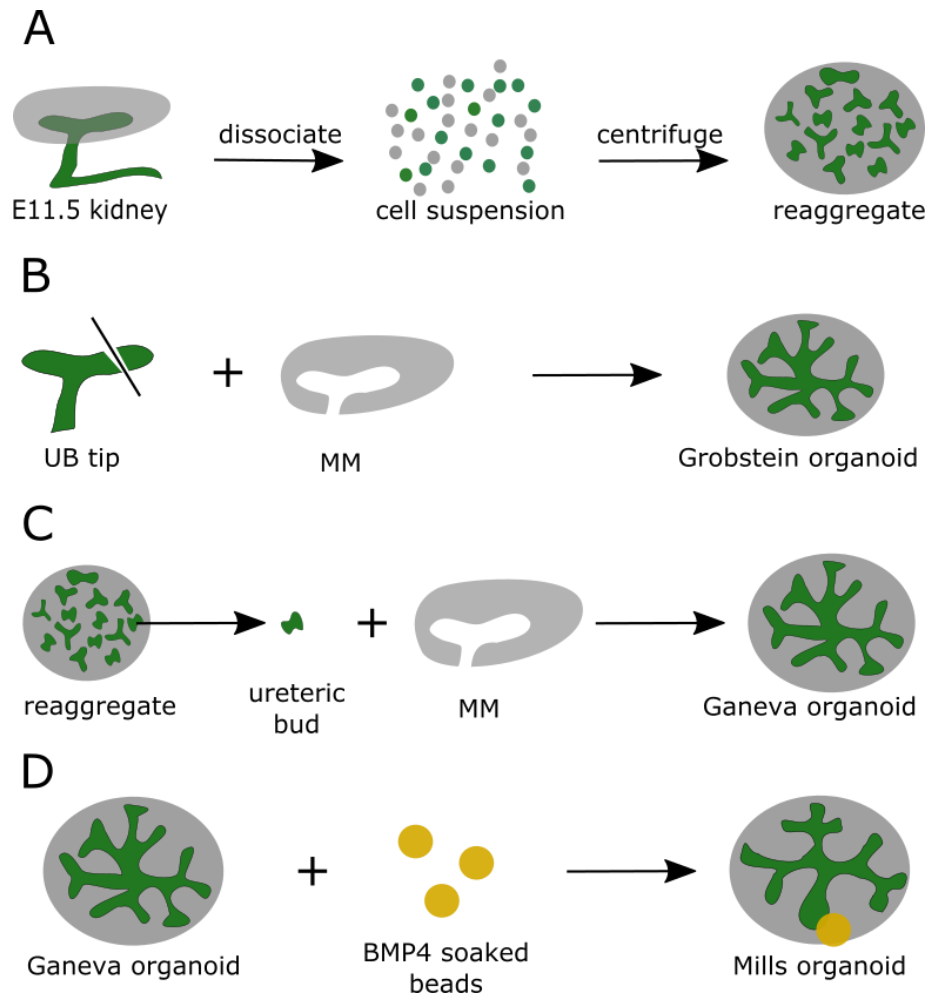 A
dissociate
centrifuge
E11.5 kidney
cell suspension
reaggregate
B
+
UB tip
MM
Grobstein organoid
C
+
reaggregate
ureteric
bud
MM
Ganeva organoid
D
+
Ganeva organoid
BMP4 soaked
beads
Mills organoid